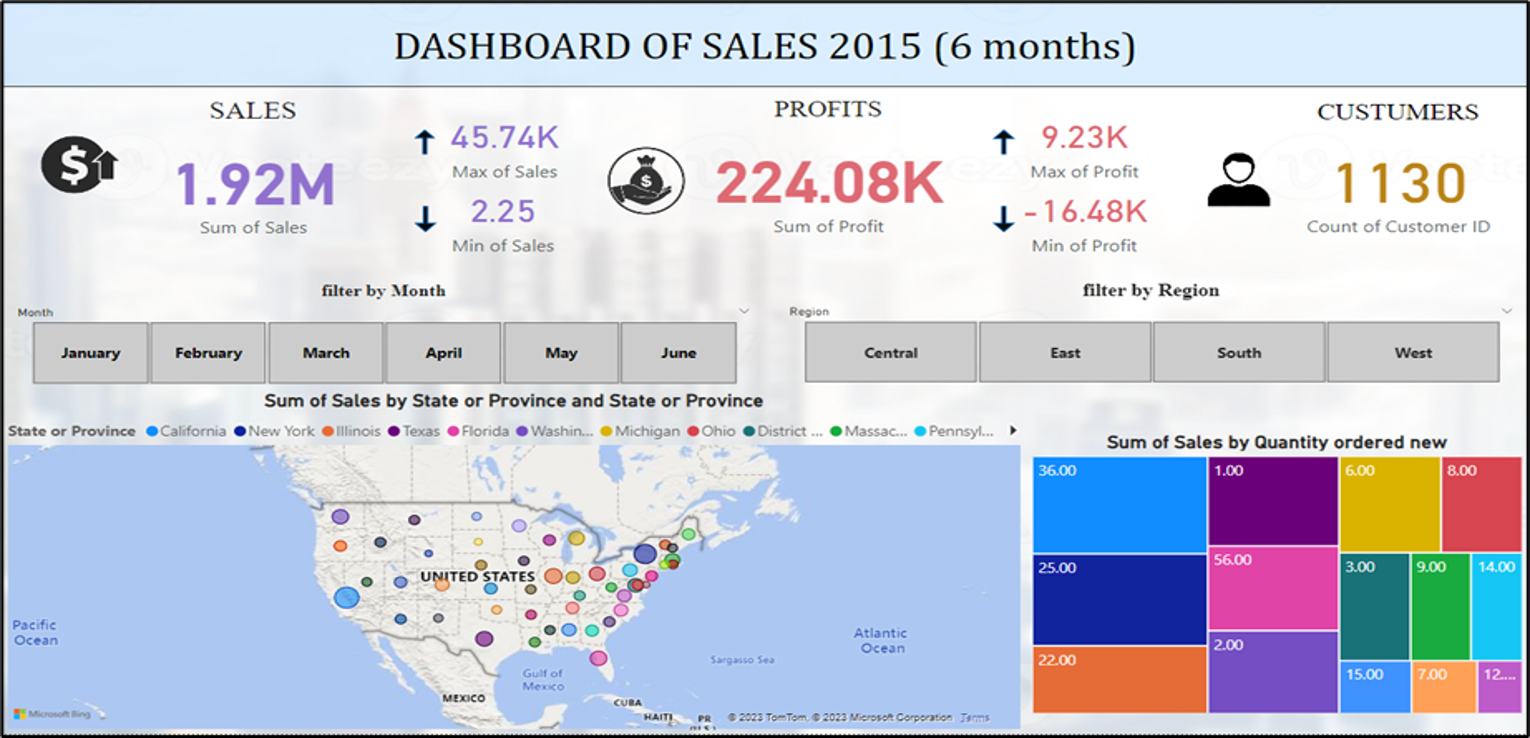 DASHBOARD OF SALES 2015 (6 months)
SALES
1.92M
Sum of Sales
45.74K
Max of Sales
2.25
Min of Sales
PROFITS
224.08K
Sum of Profit
9.23K
Max of Profit
-16.48K
Min of Profit
CUSTUMERS
1130
Count of Customer ID
filter by Month
Month
January February March April May June
filter by Region
Region
Central East South West
Sum of Sales by State or Province and State or Province
State or Province California New York Illinois Texas Florida Washin... Michigan Ohio District ... Massac... Pennsyl...
UNITED STATES
Pacific
Ocean
Atlantic
Ocean
Sargasso Sea
Gulf of
Mexico
MEXICO
CUBA
HAITI
PR
(U.S.)
Microsoft Bing
© 2023 TomTom, © 2023 Microsoft Corporation Terms
Sum of Sales by Quantity ordered new
36.00 1.00 6.00 8.00
25.00 56.00 3.00 9.00 14.00
22.00 2.00 15.00 7.00 12....